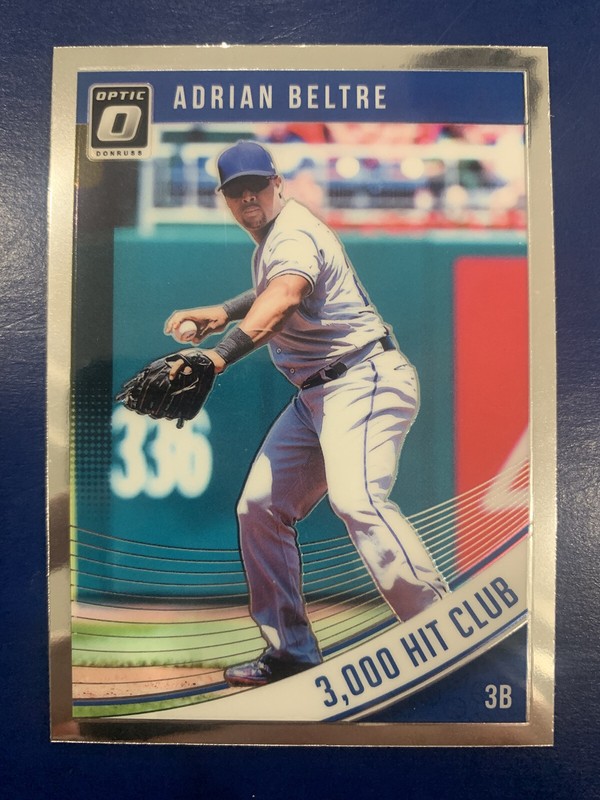 OPTIC
O
DONRUSS
ADRIAN BELTRE
336
3,000 HIT CLUB
3B